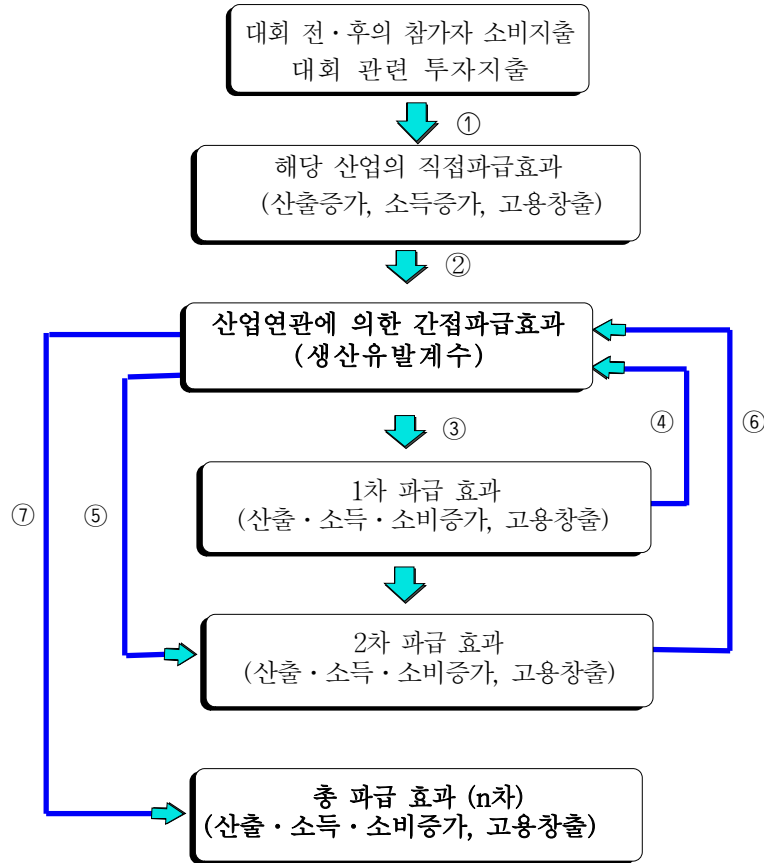 대회 전·후의 참가자 소비지출
대회 관련 투자지출
①
해당 산업의 직접파급효과
(산출증가, 소득증가, 고용창출)
②
산업연관에 의한 간접파급효과
(생산유발계수)
③
④
⑥
1차 파급 효과
(산출·소득·소비증가, 고용창출)
⑦
⑤
2차 파급 효과
(산출·소득·소비증가, 고용창출)
총 파급 효과 (n차)
(산출·소득·소비증가, 고용창출)